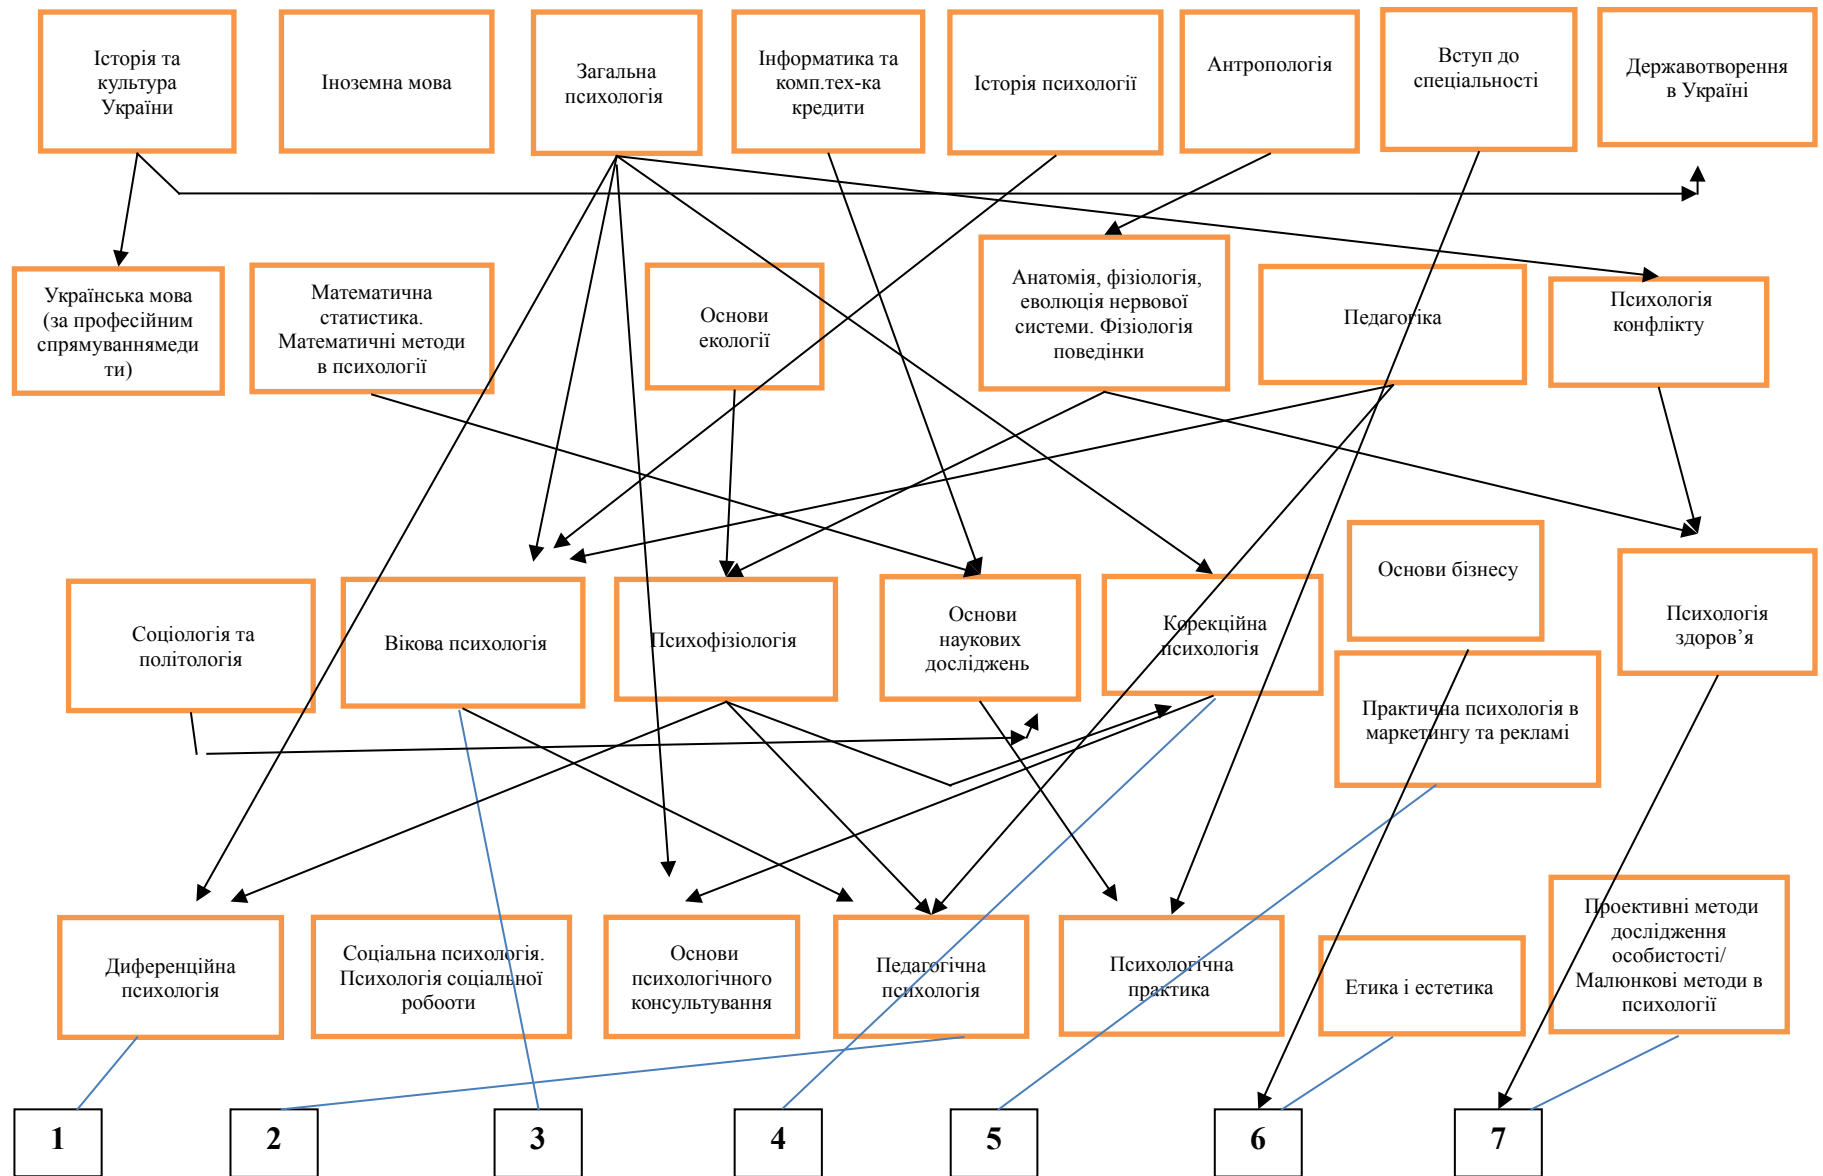 Історія та
культура
України
Іноземна мова
Загальна
психологія
Інформатика та
комп.тех-ка
кредити
Історія психології
Антропологія
Вступ до
спеціальності
Державотворення
в Україні
Українська мова
(за професійним
спрямуваннямеди
ти)
Математична
статистика.
Математичні методи
в психології
Основи
екології
Анатомія, фізіологія,
еволюція нервової
системи. Фізіологія
поведінки
Педагогіка
Психологія
конфлікту
Соціологія та
політологія
Вікова психологія
Психофізіологія
Основи
наукових
досліджень
Корекційна
психологія
Основи бізнесу
Практична психологія в
маркетингу та рекламі
Психологія
здоров’я
Диференційна
психологія
Соціальна психологія.
Психологія соціальної
робооти
Основи
психологічного
консультування
Педагогічна
психологія
Психологічна
практика
Етика і естетика
Проективні методи
дослідження
особистості/
Малюнкові методи в
психології
1
2
3
4
5
6
7